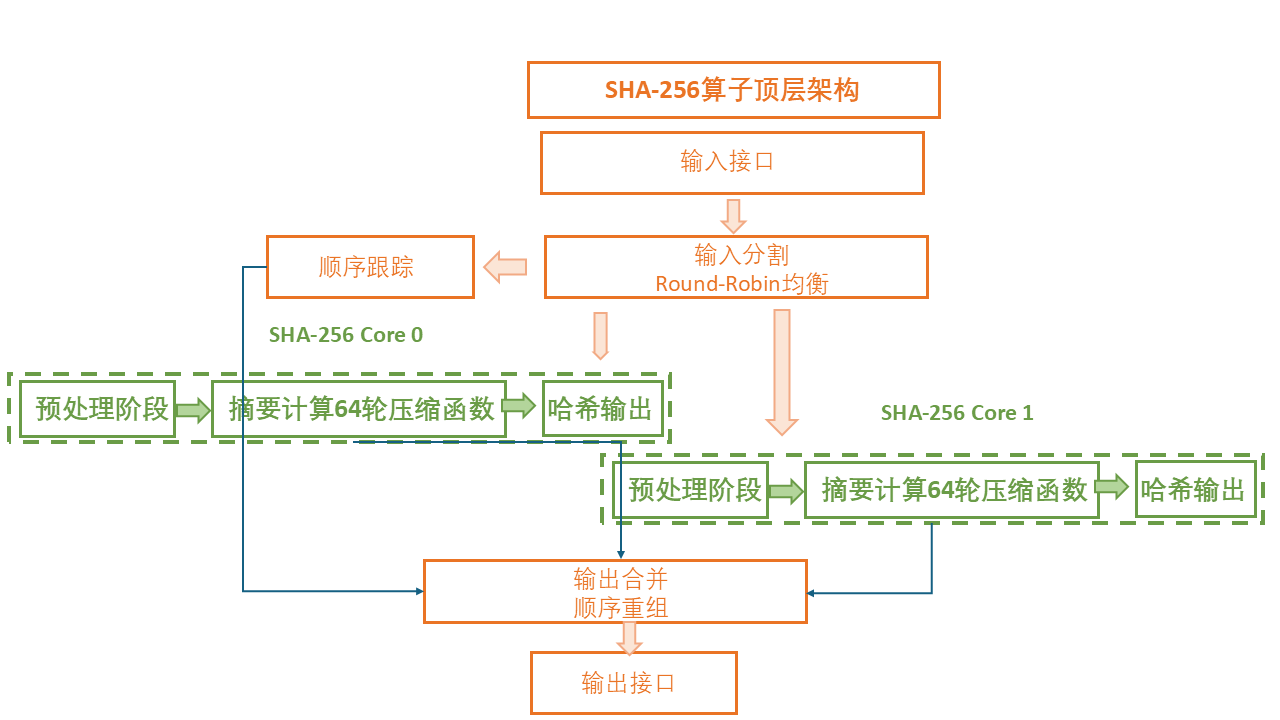 SHA-256算子顶层架构
输入接口
输入分割
Round-Robin均衡
顺序跟踪
SHA-256 Core 0
预处理阶段
摘要计算64轮压缩函数
哈希输出
SHA-256 Core 1
预处理阶段
摘要计算64轮压缩函数
哈希输出
输出合并
顺序重组
输出接口